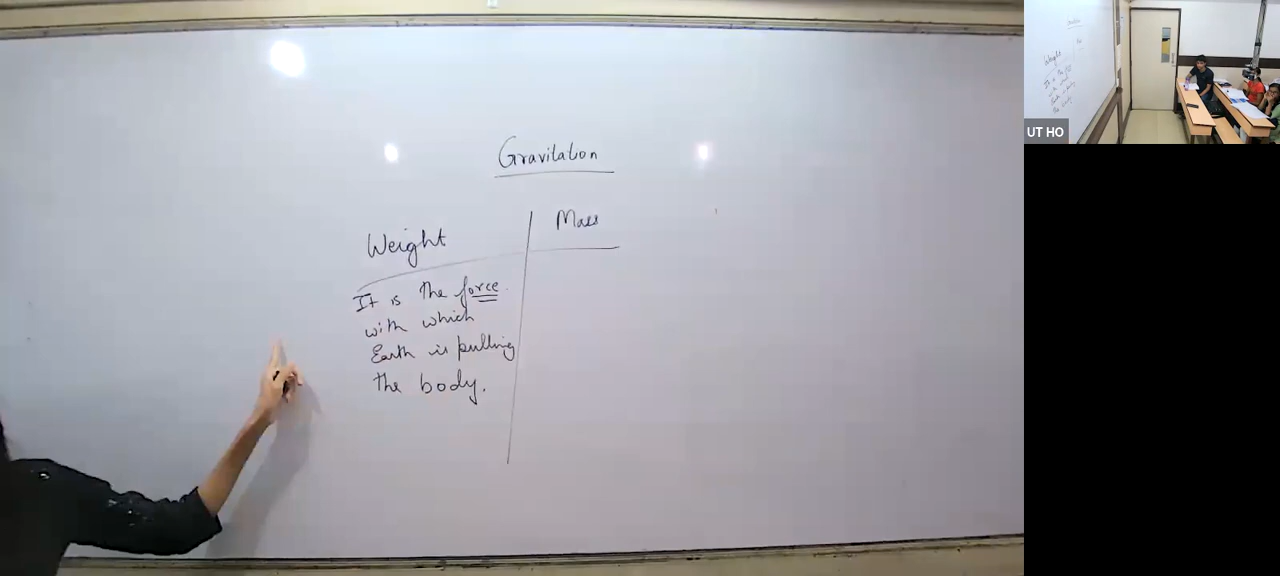 Gravitation
Weight
Mass
It is the force
with which
Earth is pulling
the body.
UT HO